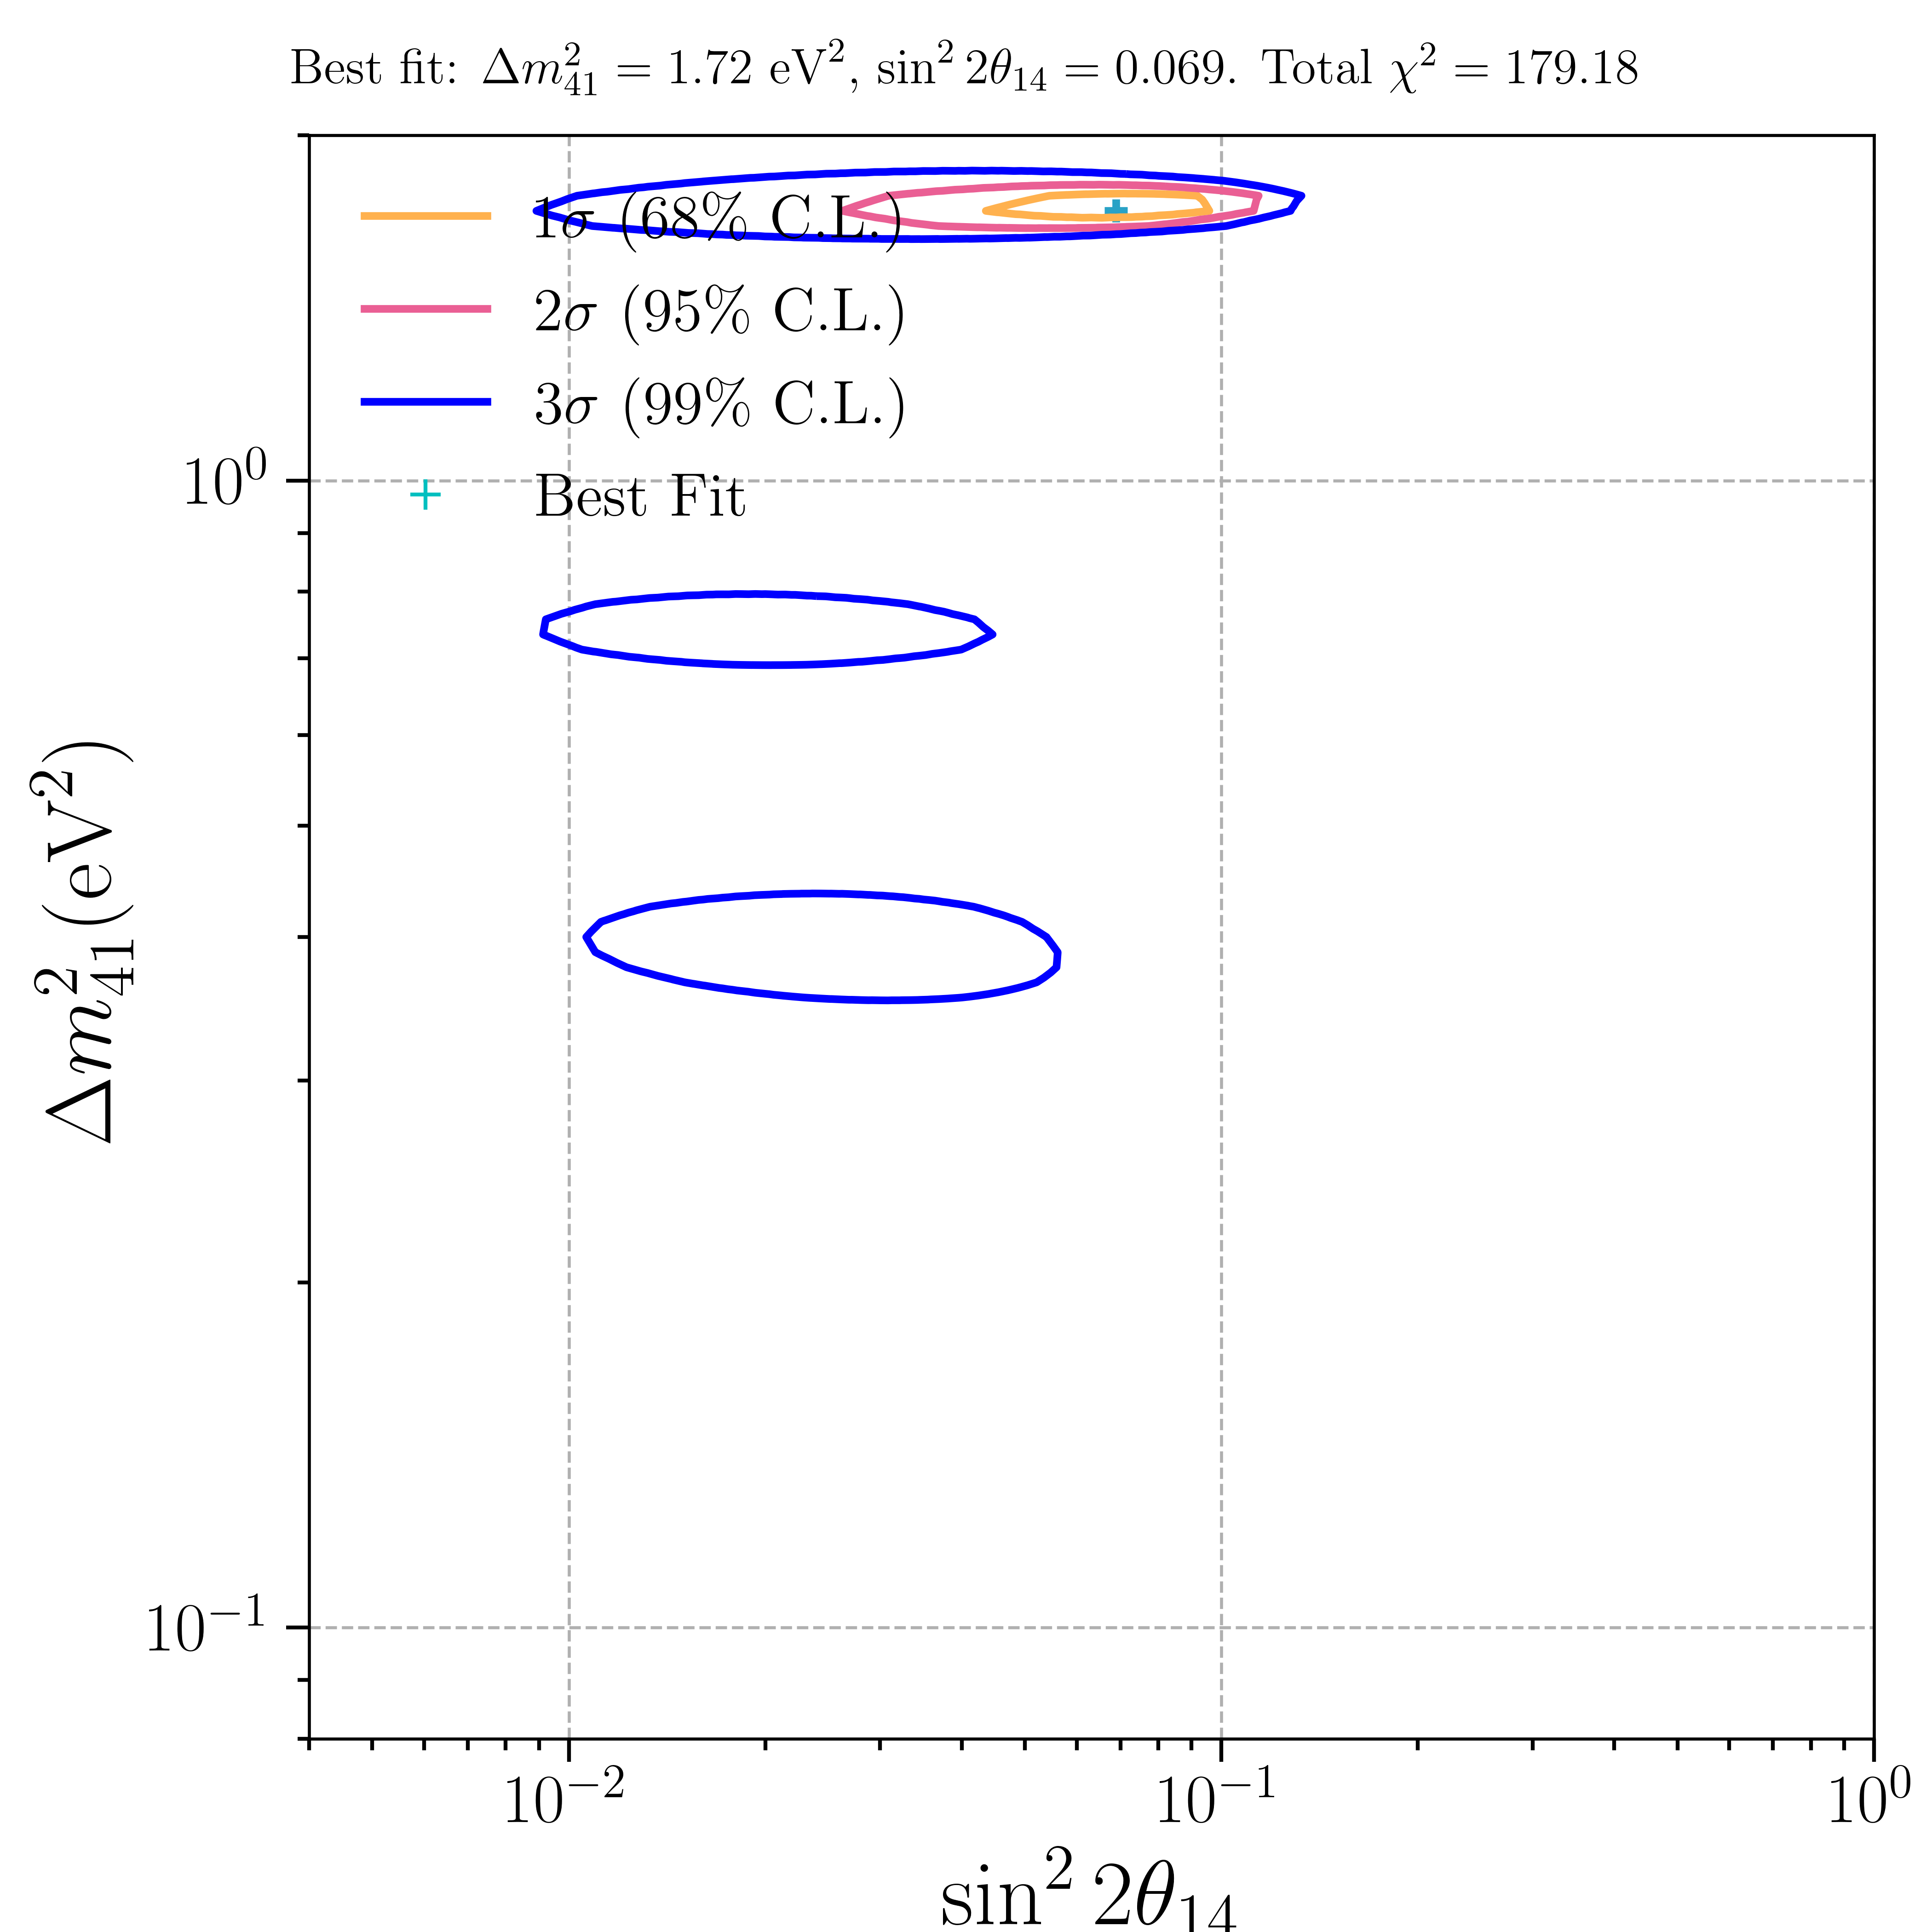 Best fit: Δm²₄₁ = 1.72 eV², sin² 2θ₁₄ = 0.069. Total χ² = 179.18
1σ (68% C.L.)
2σ (95% C.L.)
3σ (99% C.L.)
Best Fit
10⁰
10⁻¹
Δm²₄₁(eV²)
10⁻²
10⁻¹
10⁰
sin² 2θ₁₄